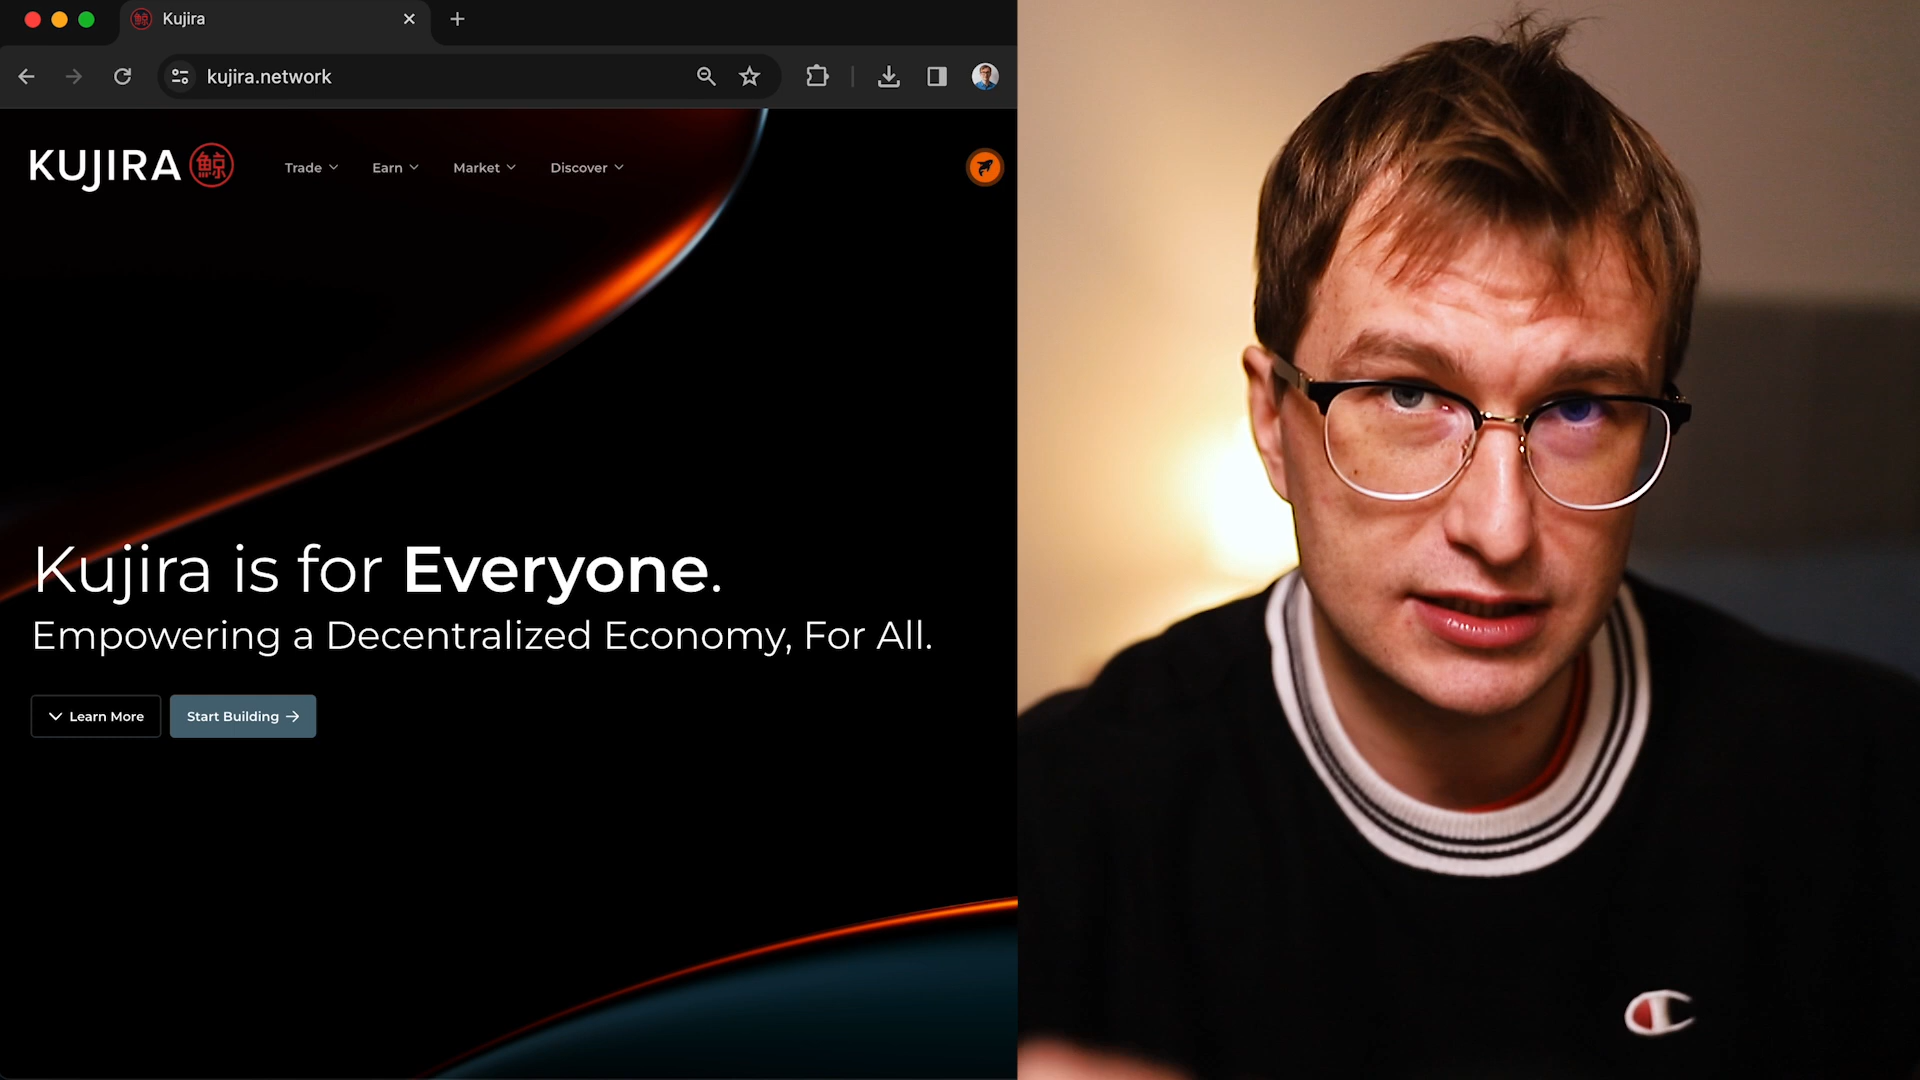 鯨 Kujira
kujira.network
KUJIRA 鯨
Trade
Earn
Market
Discover
Kujira is for Everyone.
Empowering a Decentralized Economy, For All.
Learn More
Start Building